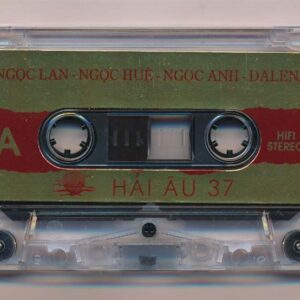 NGỌC LAN - NGỌC HUỆ - NGỌC ANH - DALENA
A
HIFI
STEREO
HẢI ÂU 37